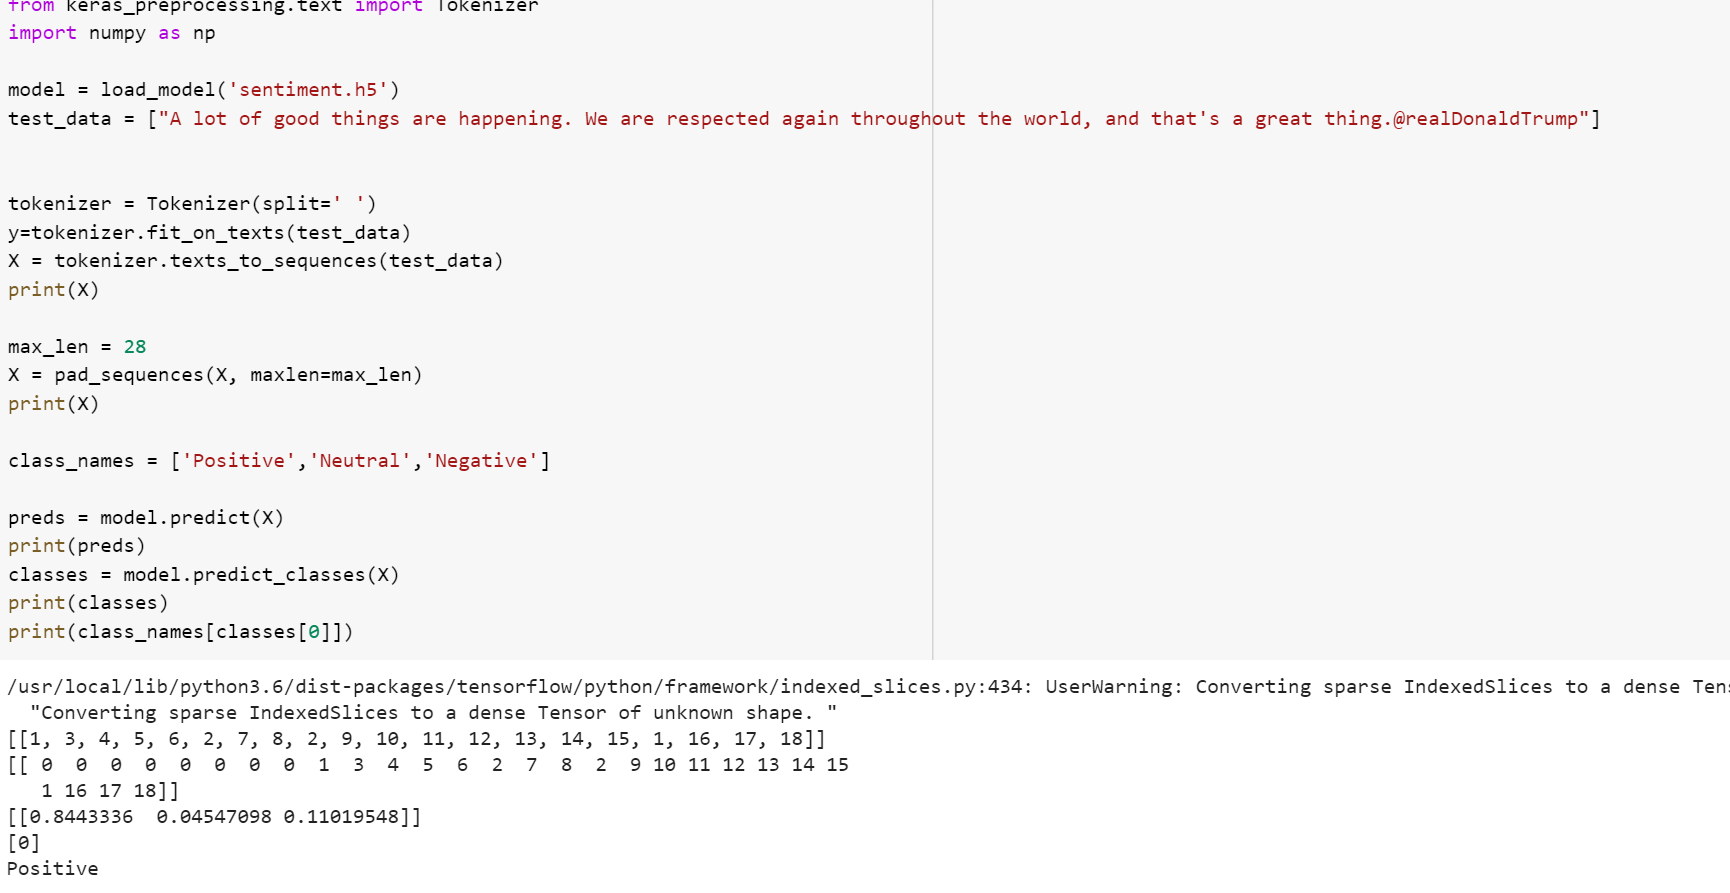 from keras_preprocessing.text import Tokenizer
import numpy as np
model = load_model('sentiment.h5')
test_data = ["A lot of good things are happening. We are respected again throughout the world, and that's a great thing.@realDonaldTrump"]
tokenizer = Tokenizer(split=' ')
y=tokenizer.fit_on_texts(test_data)
X = tokenizer.texts_to_sequences(test_data)
print(X)
max_len = 28
X = pad_sequences(X, maxlen=max_len)
print(X)
class_names = ['Positive','Neutral','Negative']
preds = model.predict(X)
print(preds)
classes = model.predict_classes(X)
print(classes)
print(class_names[classes[0]])
/usr/local/lib/python3.6/dist-packages/tensorflow/python/framework/indexed_slices.py:434: UserWarning: Converting sparse IndexedSlices to a dense
"Converting sparse IndexedSlices to a dense Tensor of unknown shape. "
[[1, 3, 4, 5, 6, 2, 7, 8, 2, 9, 10, 11, 12, 13, 14, 15, 1, 16, 17, 18]]
[[ 0  0  0  0  0  0  0  0  1  3  4  5  6  2  7  8  2  9 10 11 12 13 14 15
1 16 17 18]]
[[0.8443336  0.04547098 0.11019548]]
[0]
Positive